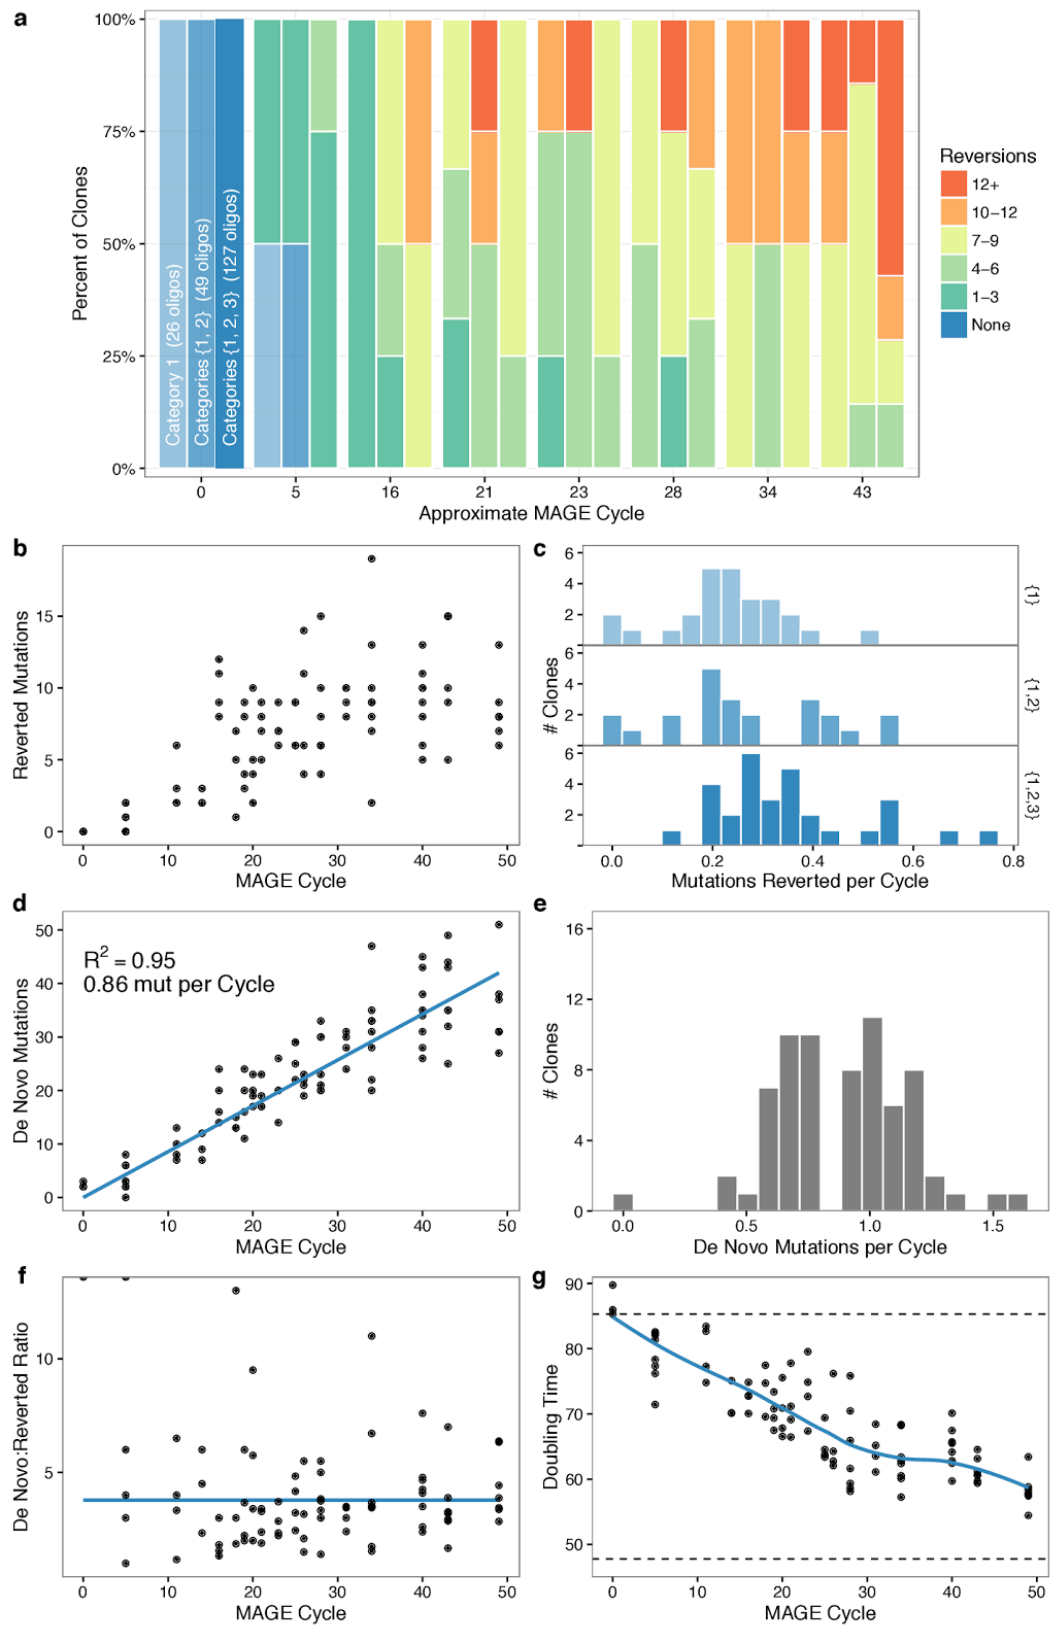 a
100%
75%
50%
25%
0%
Percent of Clones
Category 1 (26 oligos)
Categories {1, 2} (49 oligos)
Categories {1, 2, 3} (127 oligos)
0 5 16 21 23 28 34 43
Approximate MAGE Cycle
Reversions
12+
10−12
7−9
4−6
1−3
None
b
15
10
5
0
Reverted Mutations
0 10 20 30 40 50
MAGE Cycle
c
6
4
2
{1}
6
4
2
{1,2}
6
4
2
{1,2,3}
# Clones
0.0 0.2 0.4 0.6 0.8
Mutations Reverted per Cycle
d
50
40
30
20
10
0
De Novo Mutations
R² = 0.95
0.86 mut per Cycle
0 10 20 30 40 50
MAGE Cycle
e
16
12
8
4
0
# Clones
0.0 0.5 1.0 1.5
De Novo Mutations per Cycle
f
10
5
De Novo:Reverted Ratio
0 10 20 30 40 50
MAGE Cycle
g
90
80
70
60
50
Doubling Time
0 10 20 30 40 50
MAGE Cycle